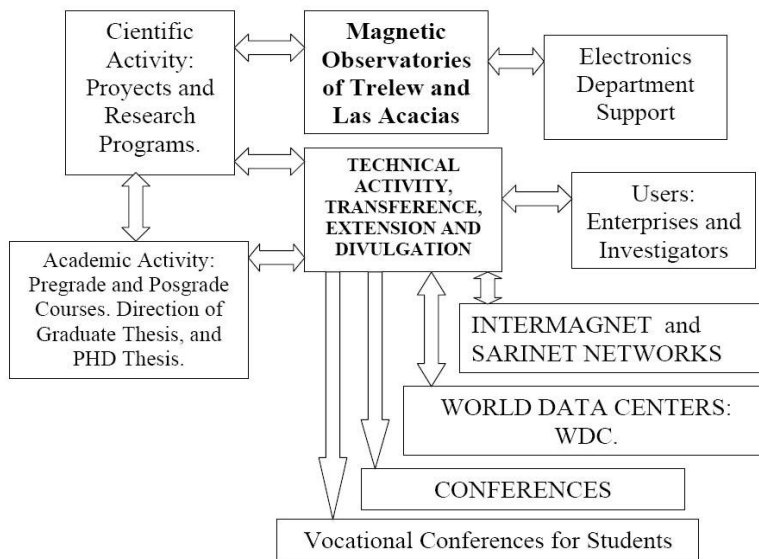 Cientific
Activity:
Proyects and
Research
Programs.
Magnetic
Observatories
of Trelew and
Las Acacias
Electronics
Department
Support
TECHNICAL
ACTIVITY,
TRANSFERENCE,
EXTENSION AND
DIVULGATION
Users:
Enterprises and
Investigators
Academic Activity:
Pregrade and Posgrade
Courses. Direction of
Graduate Thesis, and
PHD Thesis.
INTERMAGNET and
SARINET NETWORKS
WORLD DATA CENTERS:
WDC.
CONFERENCES
Vocational Conferences for Students